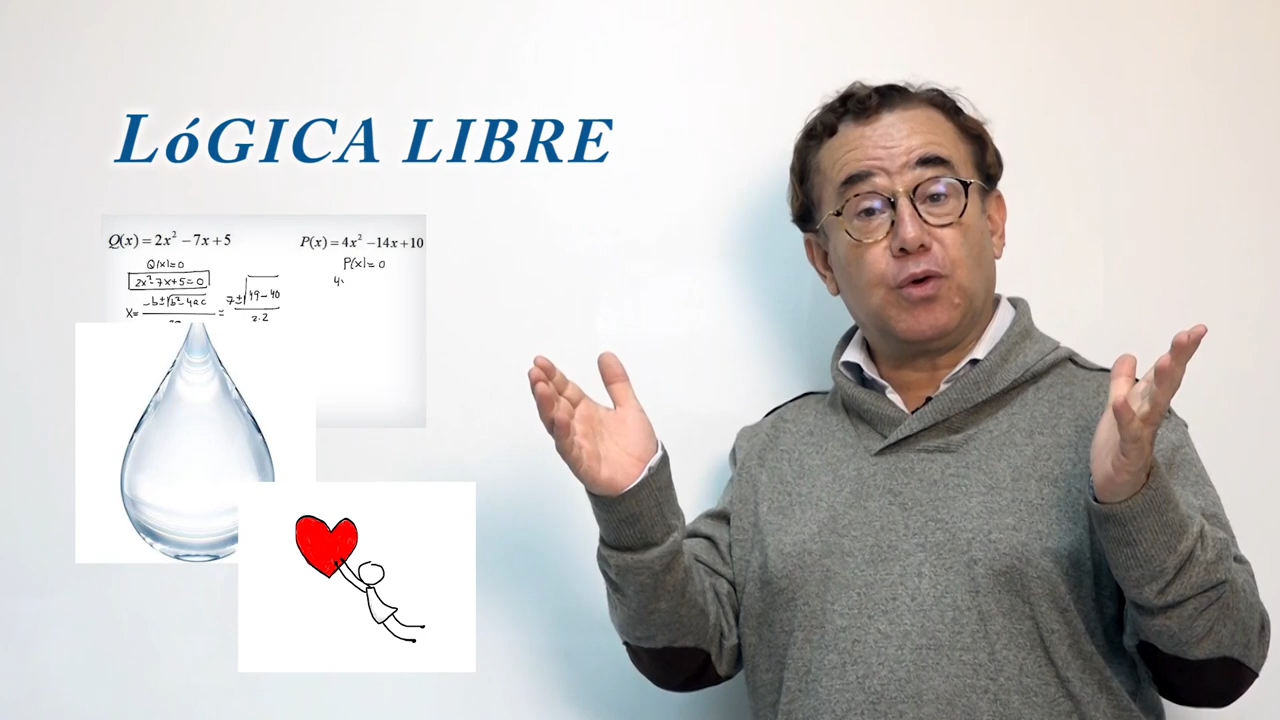 LóGICA LIBRE
Q(x) = 2x² − 7x + 5
P(x) = 4x² − 14x + 10
Q(x)=0
P(x)=0
2x²-7x+5=0
4
x= -b±√b²-4ac = 7±√49-40
2·2